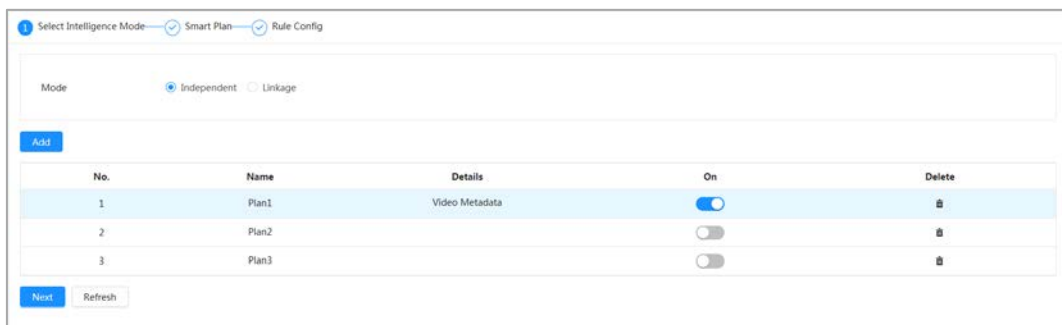 1 Select Intelligence Mode Smart Plan Rule Config
Mode Independent Linkage
Add
No. Name Details On Delete
1 Plan1 Video Metadata
2 Plan2
3 Plan3
Next Refresh